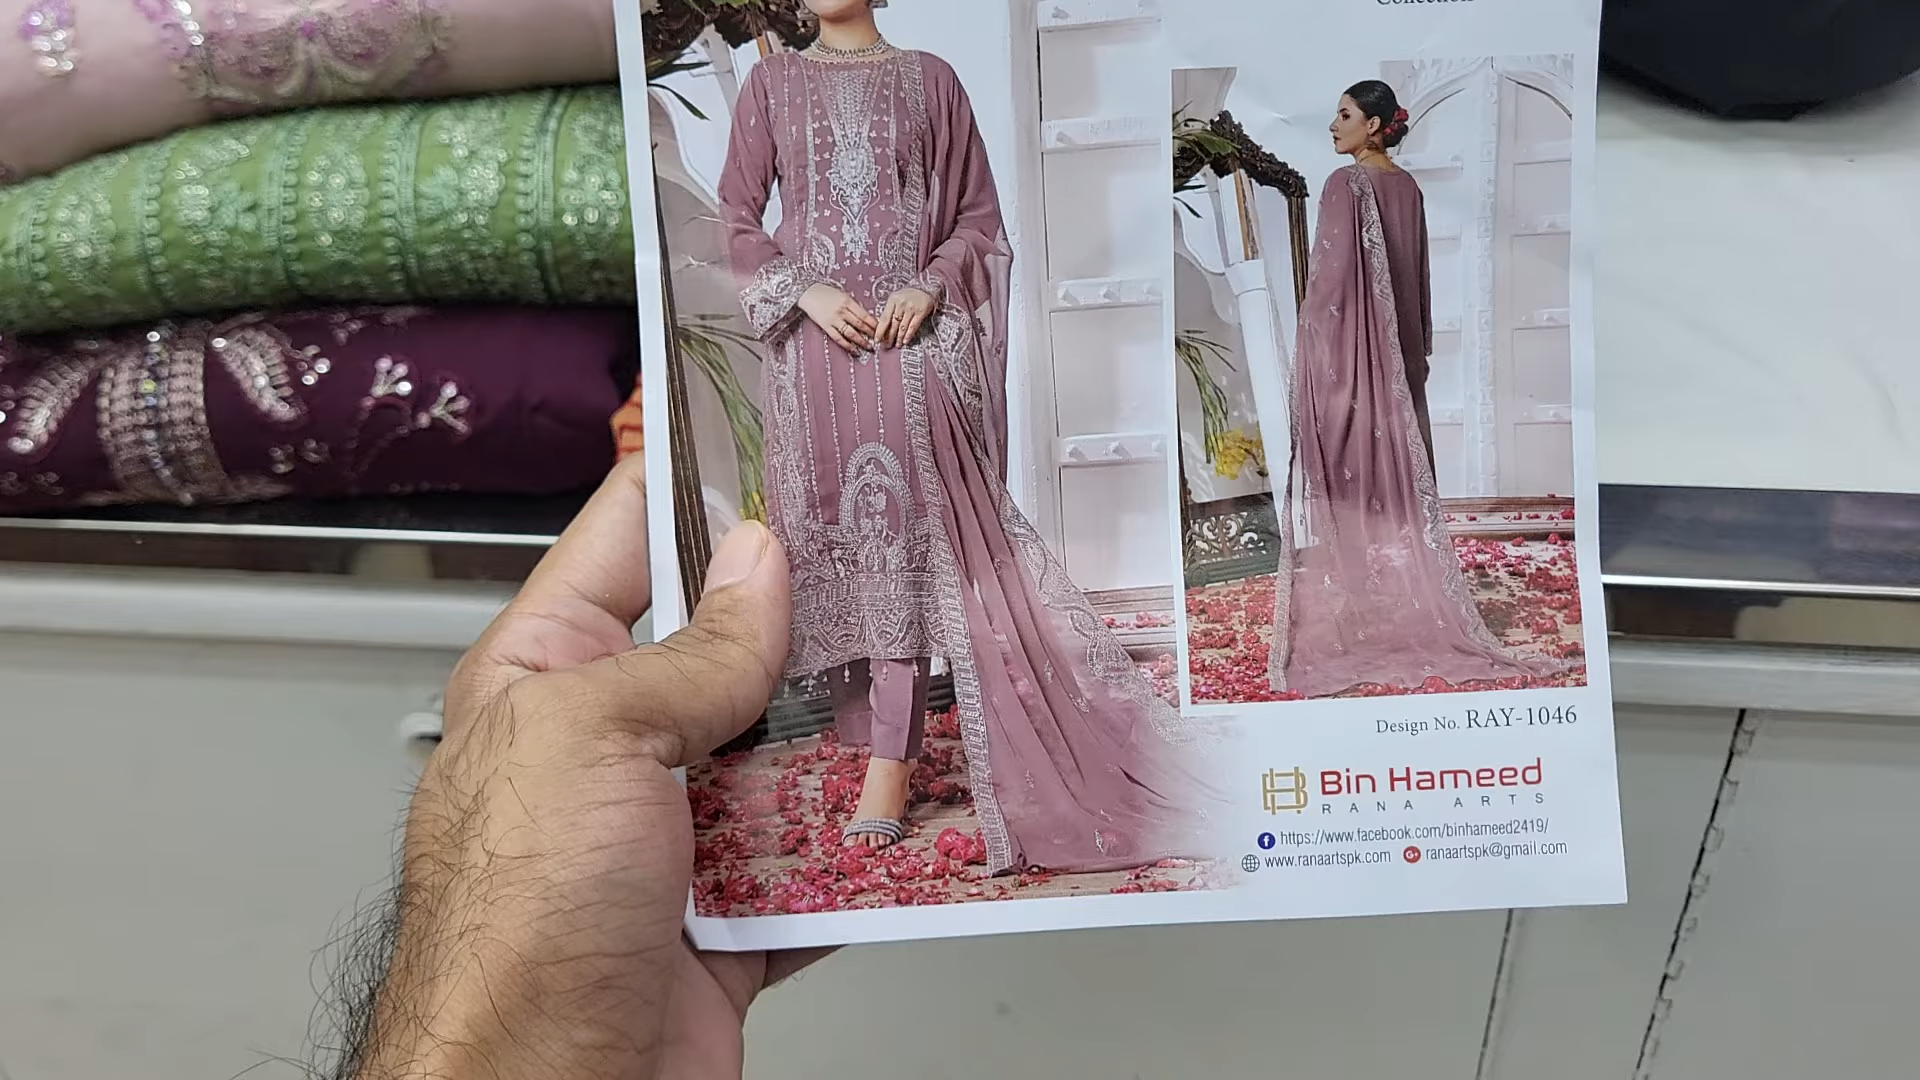 Collection
Design No. RAY-1046
Bin Hameed
RANA ARTS
https://www.facebook.com/binhameed2419/
www.ranaartspk.com ranaartspk@gmail.com